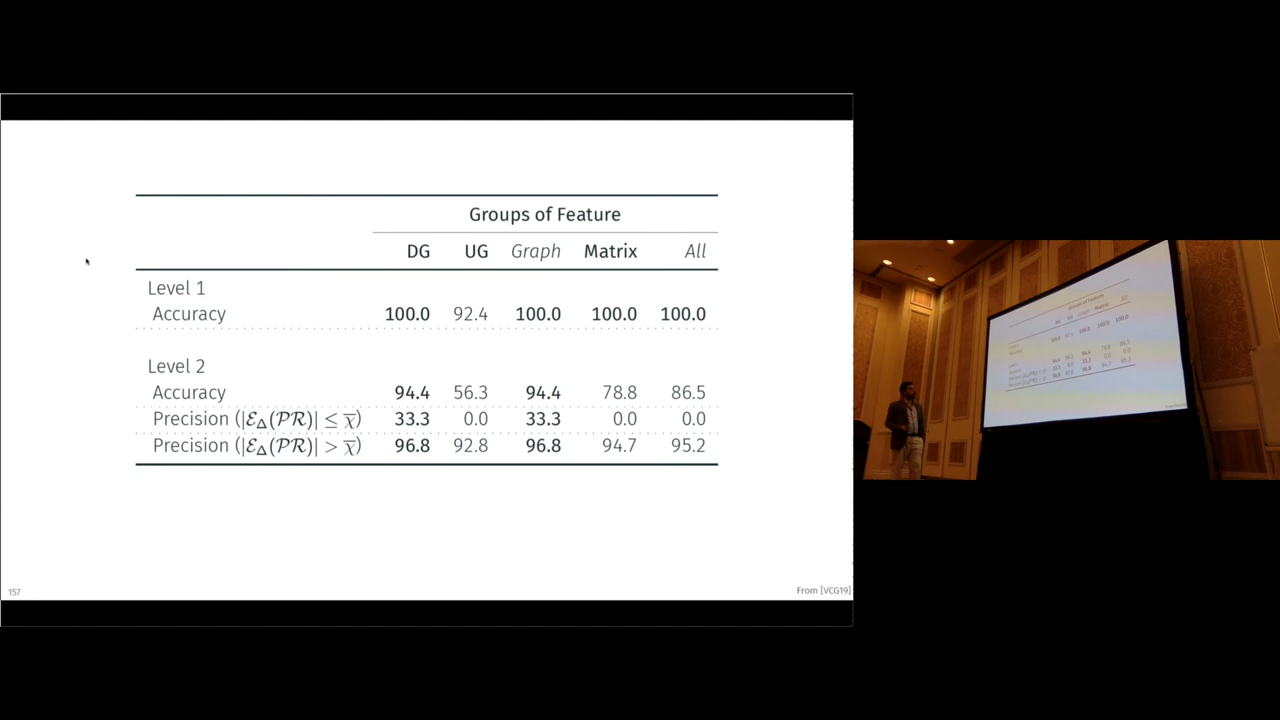 Groups of Feature
DG UG Graph Matrix All
Level 1
Accuracy 100.0 92.4 100.0 100.0 100.0
Level 2
Accuracy 94.4 56.3 94.4 78.8 86.5
Precision (|ℰ_Δ(𝒫ℛ)| ≤ χ̅) 33.3 0.0 33.3 0.0 0.0
Precision (|ℰ_Δ(𝒫ℛ)| > χ̅) 96.8 92.8 96.8 94.7 95.2
157
From [VCG19]